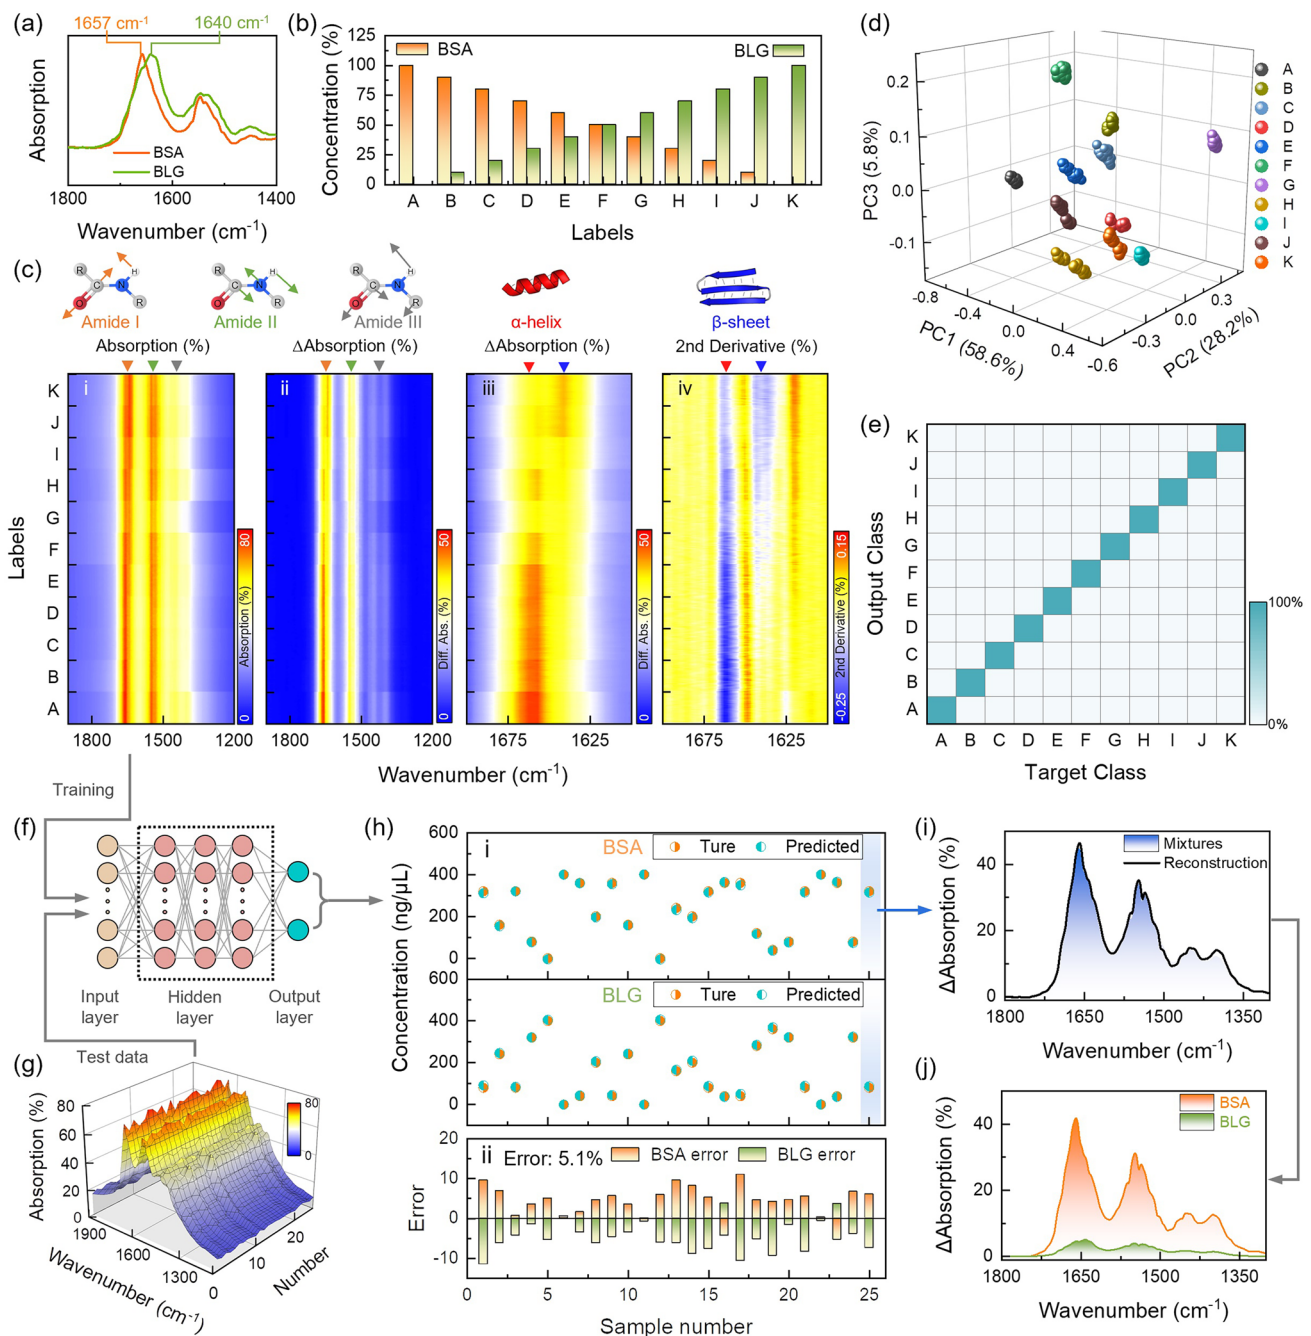 (a)
1657 cm⁻¹
1640 cm⁻¹
Absorption
BSA
BLG
1800
1600
1400
Wavenumber (cm⁻¹)
(b)
Concentration (%)
125
100
75
50
25
0
BSA
BLG
A B C D E F G H I J K
Labels
(c)
R C N H O R
Amide I
R C N H O R
Amide II
R C N H O R
Amide III
α-helix
β-sheet
Absorption (%)
ΔAbsorption (%)
ΔAbsorption (%)
2nd Derivative (%)
i
ii
iii
iv
Labels
K
J
I
H
G
F
E
D
C
B
A
0 Absorption (%) 80
0 Diff. Abs. (%) 50
0 Diff. Abs. (%) 50
-0.25 2nd Derivative (%) 0.15
1800 1500 1200
1800 1500 1200
1675 1625
1675 1625
Wavenumber (cm⁻¹)
(d)
PC3 (5.8%)
0.2
0.1
0.0
-0.1
-0.8
-0.4
0.0
0.4
PC1 (58.6%)
-0.6
-0.3
0.0
0.3
PC2 (28.2%)
A
B
C
D
E
F
G
H
I
J
K
(e)
Output Class
K
J
I
H
G
F
E
D
C
B
A
A B C D E F G H I J K
Target Class
100%
0%
Training
(f)
Input layer
Hidden layer
Output layer
Test data
(g)
Absorption (%)
80
60
40
20
0
1900
1600
1300
Wavenumber (cm⁻¹)
0
10
20
Number
80
0
(h)
Concentration (ng/μL)
i
BSA
Ture
Predicted
600
400
200
0
600
BLG
Ture
Predicted
400
200
0
ii
Error: 5.1%
BSA error
BLG error
Error
20
10
0
-10
0 5 10 15 20 25
Sample number
(i)
ΔAbsorption (%)
40
20
0
Mixtures
Reconstruction
1800 1650 1500 1350
Wavenumber (cm⁻¹)
(j)
ΔAbsorption (%)
40
20
0
BSA
BLG
1800 1650 1500 1350
Wavenumber (cm⁻¹)